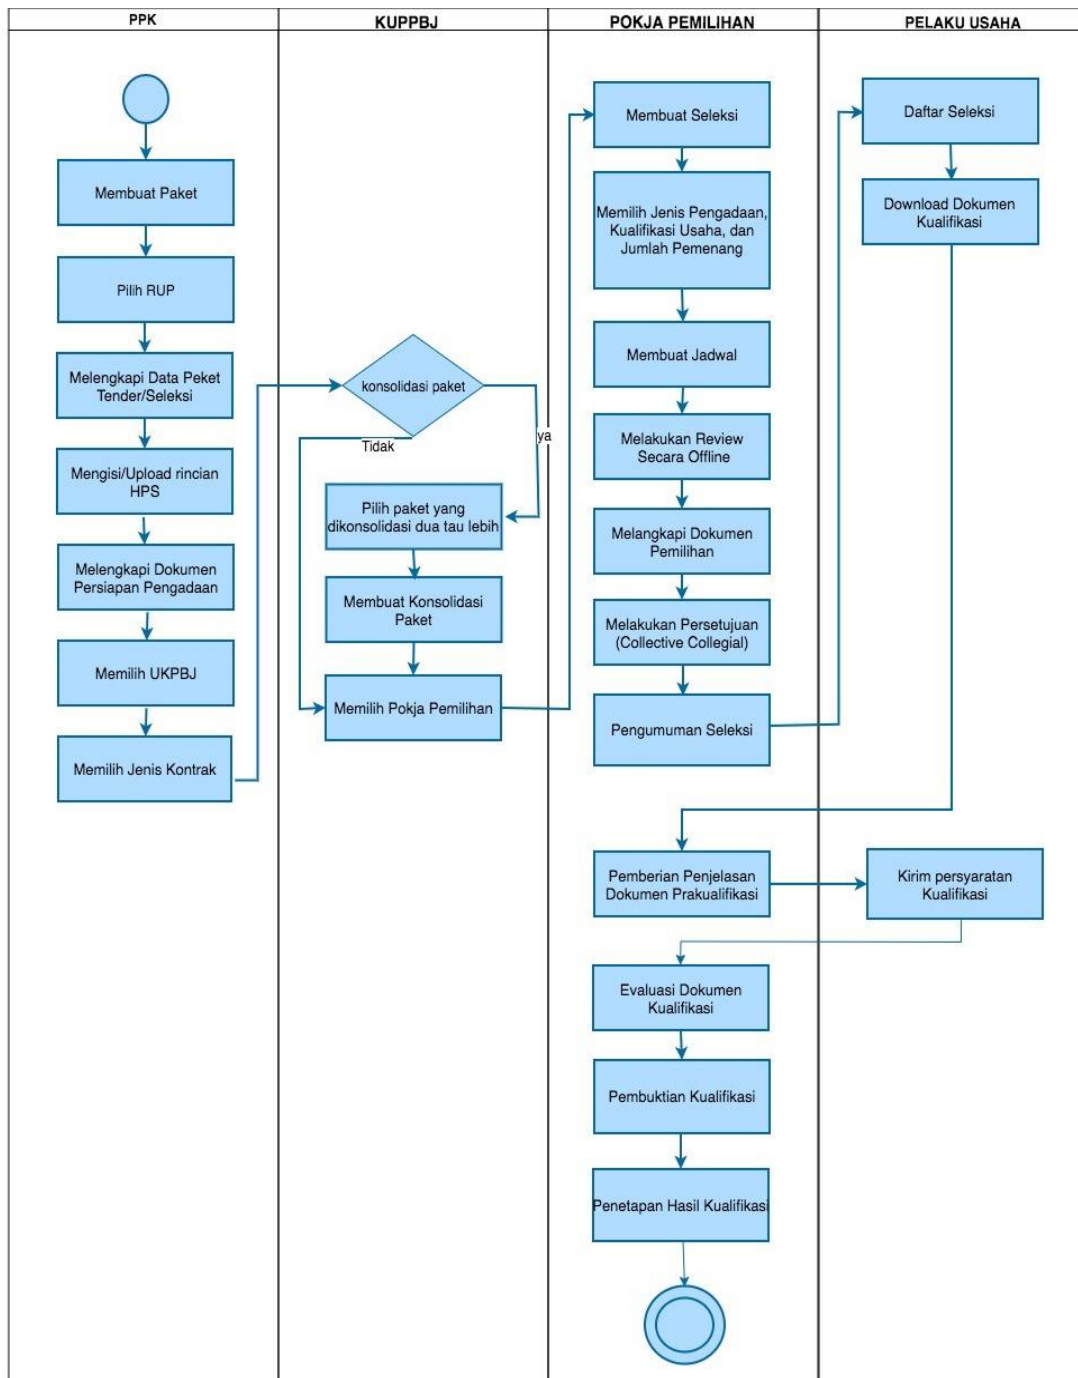 PPK
KUPPBJ
POKJA PEMILIHAN
PELAKU USAHA
Membuat Paket
Pilih RUP
Melengkapi Data Peket
Tender/Seleksi
Mengisi/Upload rincian
HPS
Melengkapi Dokumen
Persiapan Pengadaan
Memilih UKPBJ
Memilih Jenis Kontrak
konsolidasi paket
Tidak
ya
Pilih paket yang
dikonsolidasi dua tau lebih
Membuat Konsolidasi
Paket
Memilih Pokja Pemilihan
Membuat Seleksi
Memilih Jenis Pengadaan,
Kualifikasi Usaha, dan
Jumlah Pemenang
Membuat Jadwal
Melakukan Review
Secara Offline
Melangkapi Dokumen
Pemilihan
Melakukan Persetujuan
(Collective Collegial)
Pengumuman Seleksi
Daftar Seleksi
Download Dokumen
Kualifikasi
Pemberian Penjelasan
Dokumen Prakualifikasi
Kirim persyaratan
Kualifikasi
Evaluasi Dokumen
Kualifikasi
Pembuktian Kualifikasi
Penetapan Hasil Kualifikasi